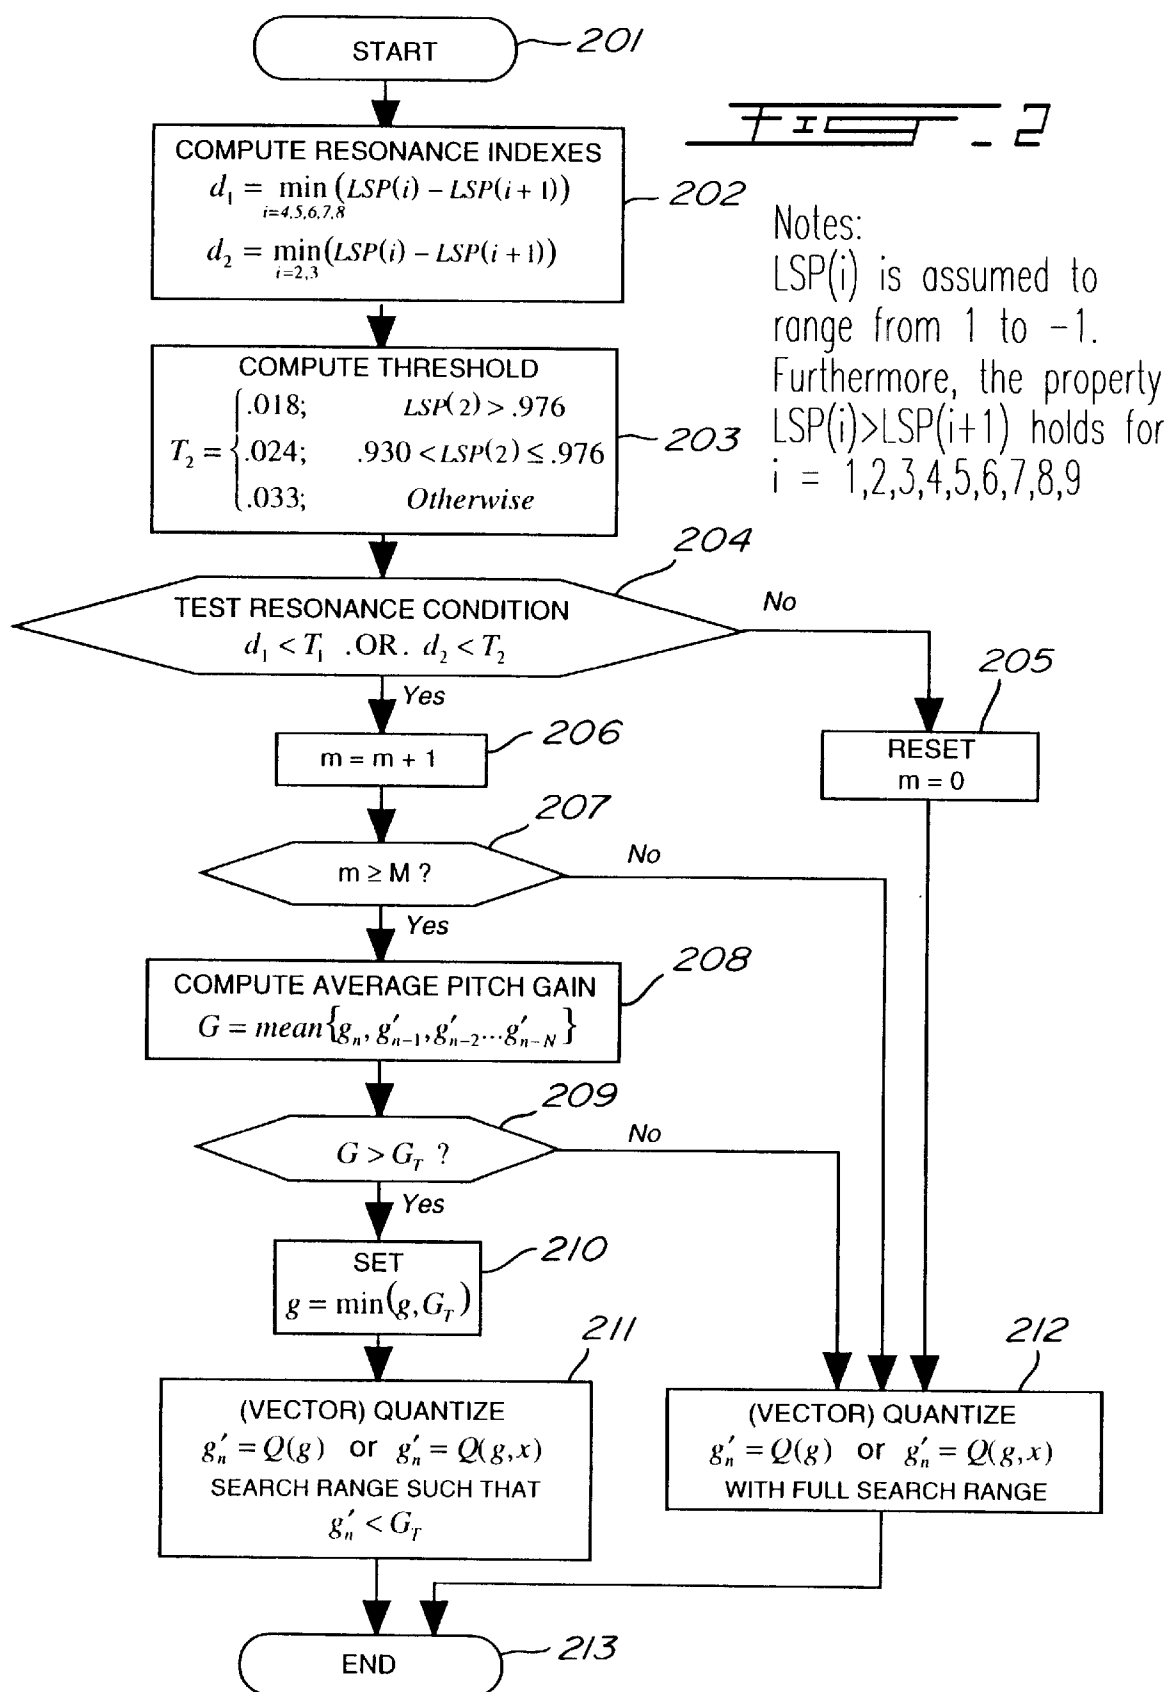 START
201
FIG - 2
COMPUTE RESONANCE INDEXES
d₁ = min (LSP(i) – LSP(i + 1))
i=4,5,6,7,8
d₂ = min (LSP(i) – LSP(i + 1))
i=2,3
202
Notes:
LSP(i) is assumed to
range from 1 to -1.
Furthermore, the property
LSP(i)>LSP(i+1) holds for
i = 1,2,3,4,5,6,7,8,9
COMPUTE THRESHOLD
T₂ = { .018; LSP(2) > .976
.024; .930 < LSP(2) ≤ .976
.033; Otherwise
203
204
TEST RESONANCE CONDITION
d₁ < T₁ .OR. d₂ < T₂
No
Yes
205
RESET
m = 0
206
m = m + 1
207
m ≥ M ?
No
Yes
208
COMPUTE AVERAGE PITCH GAIN
G = mean{gₙ, g′ₙ₋₁, g′ₙ₋₂...g′n–N}
209
G > G_T ?
No
Yes
210
SET
g = min(g, G_T)
211
(VECTOR) QUANTIZE
g′ₙ = Q(g) or g′ₙ = Q(g,x)
SEARCH RANGE SUCH THAT
g′ₙ < G_T
212
(VECTOR) QUANTIZE
g′ₙ = Q(g) or g′ₙ = Q(g,x)
WITH FULL SEARCH RANGE
END
213